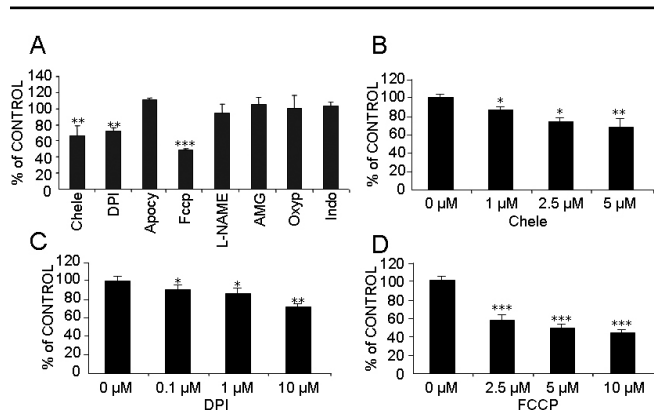 A
% of CONTROL
140
120
100
80
60
40
20
0
**
**
***
Chele
DPI
Apocy
Fccp
L-NAME
AMG
Oxyp
Indo
B
% of CONTROL
120
100
80
60
40
20
0
*
*
**
0 µM 1 µM 2.5 µM 5 µM
Chele
C
% of CONTROL
120
100
80
60
40
20
0
*
*
**
0 µM 0.1 µM 1 µM 10 µM
DPI
D
% of CONTROL
120
100
80
60
40
20
0
***
***
***
0 µM 2.5 µM 5 µM 10 µM
FCCP